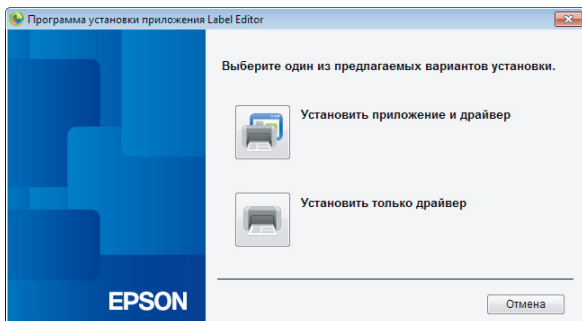 Программа установки приложения Label Editor
Выберите один из предлагаемых вариантов установки.
Установить приложение и драйвер
Установить только драйвер
EPSON
Отмена